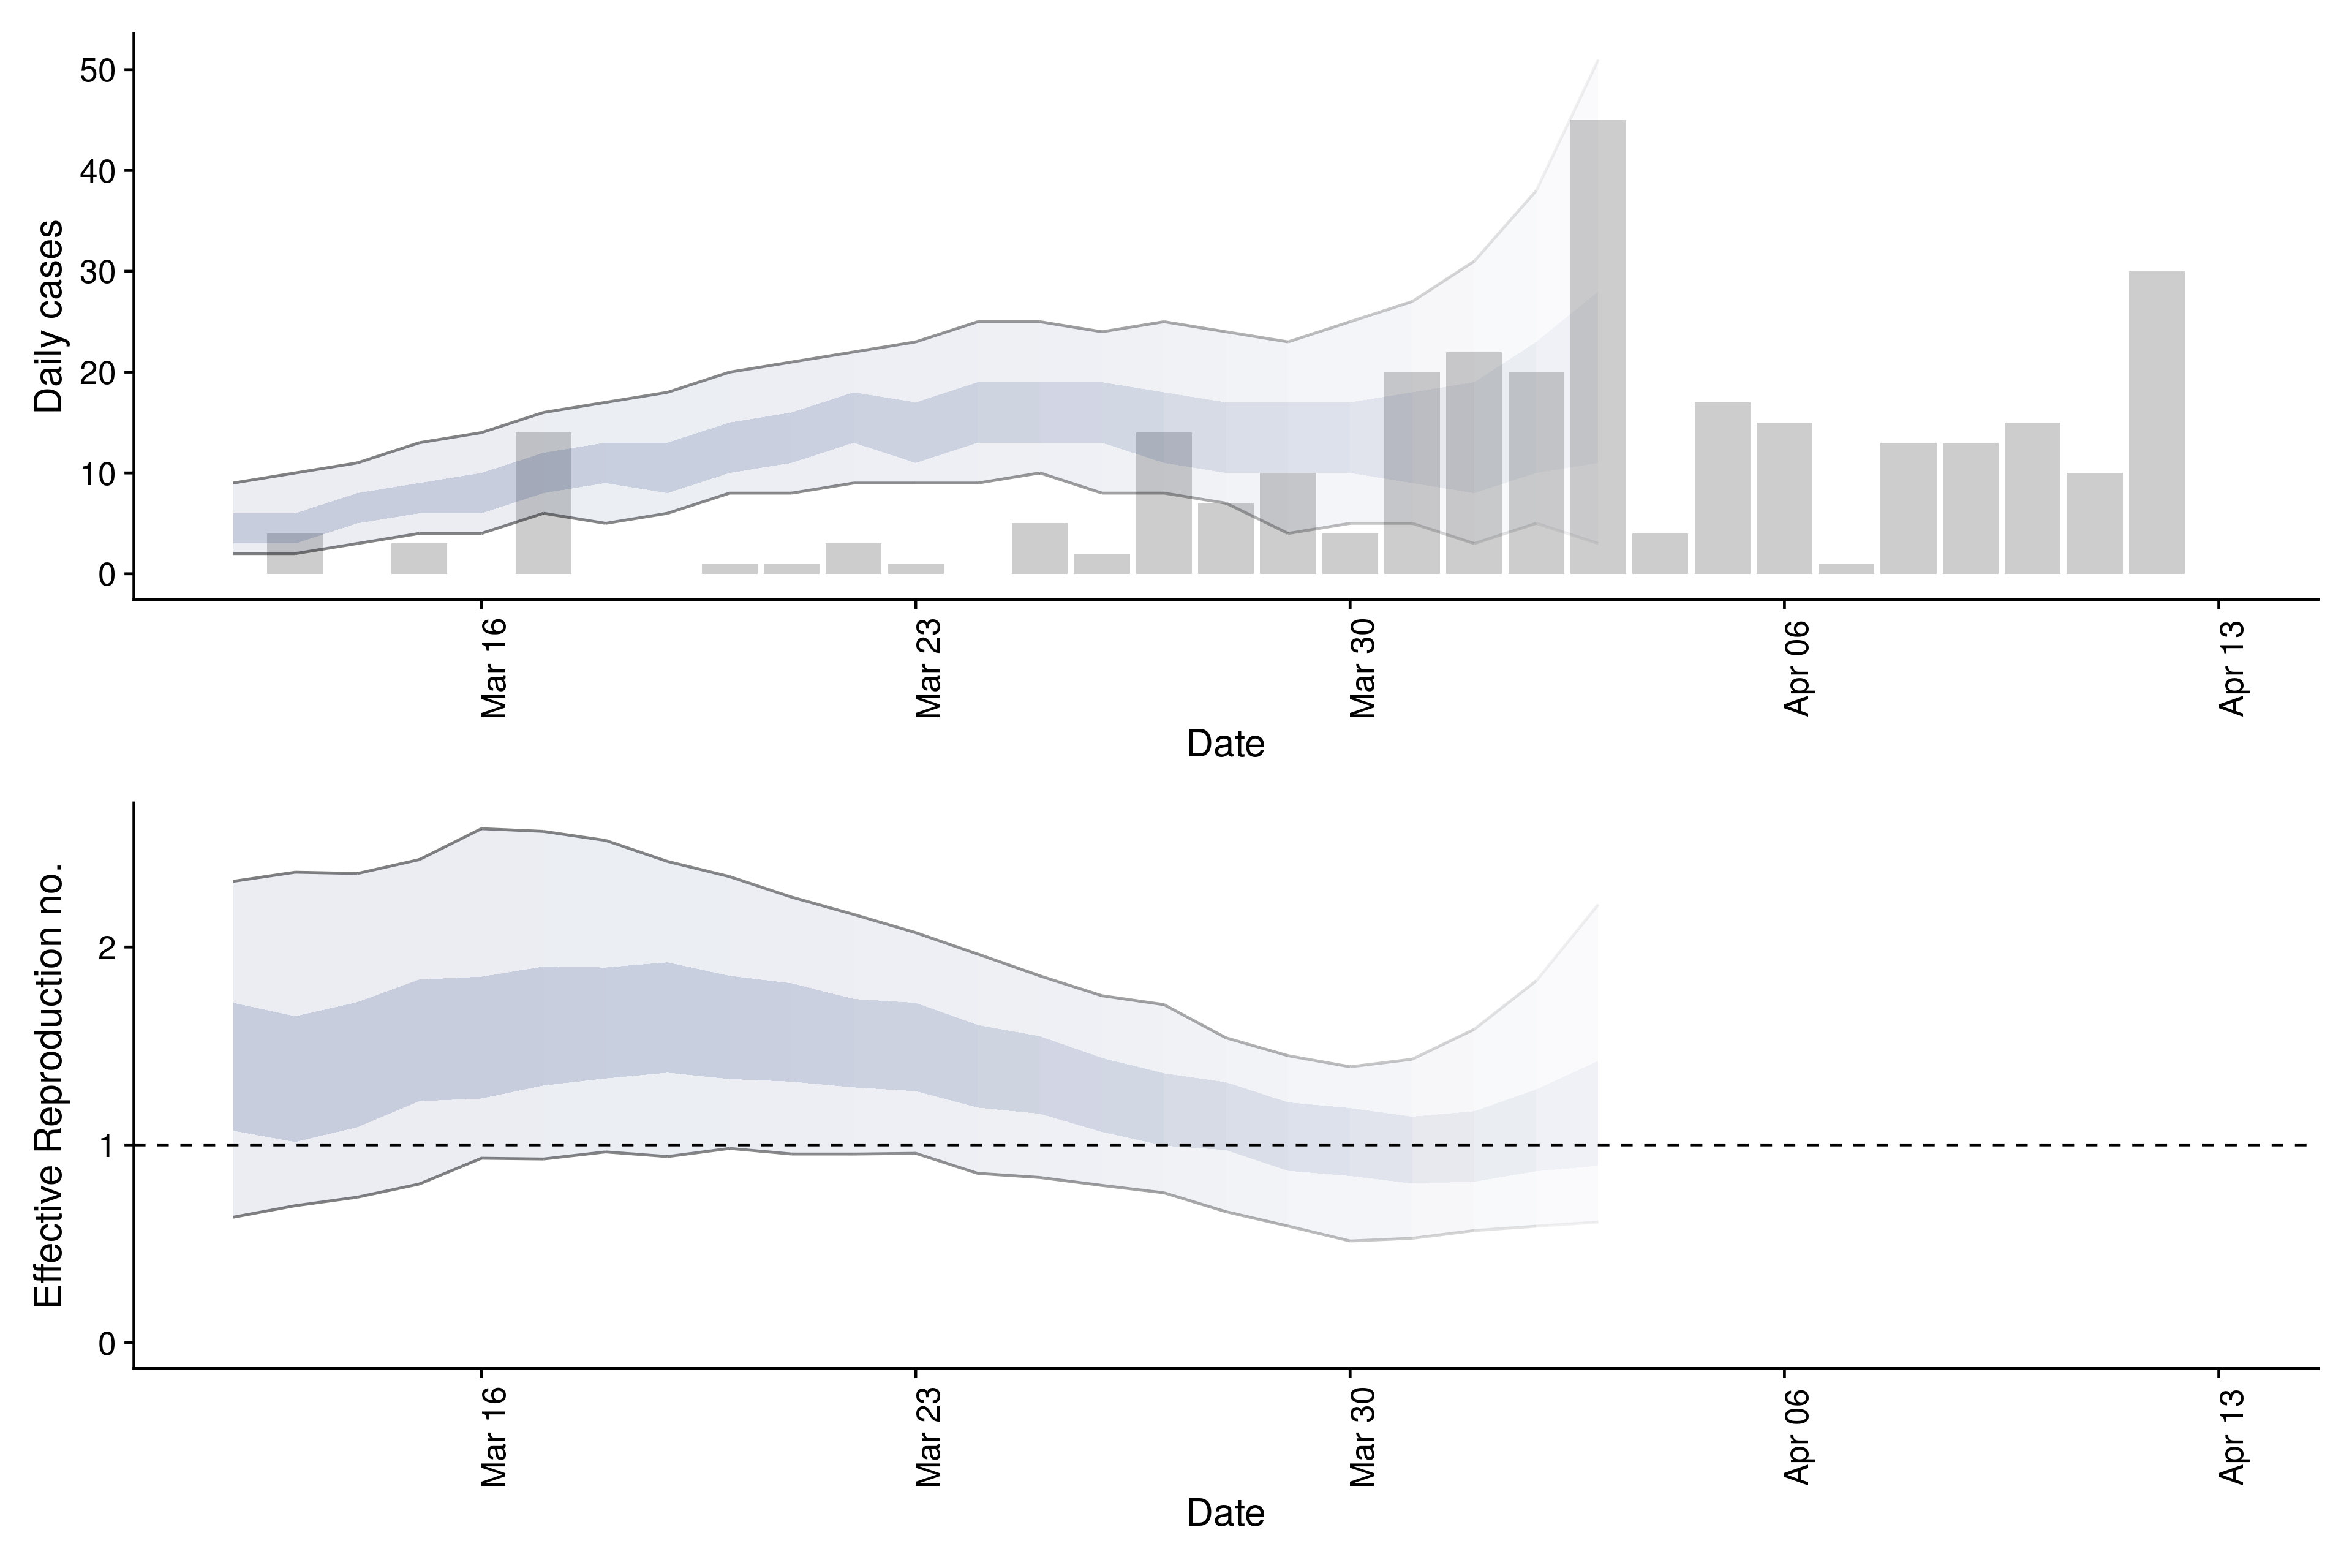 Daily cases
50
40
30
20
10
0
Mar 16
Mar 23
Mar 30
Apr 06
Apr 13
Date
Effective Reproduction no.
2
1
0
Mar 16
Mar 23
Mar 30
Apr 06
Apr 13
Date